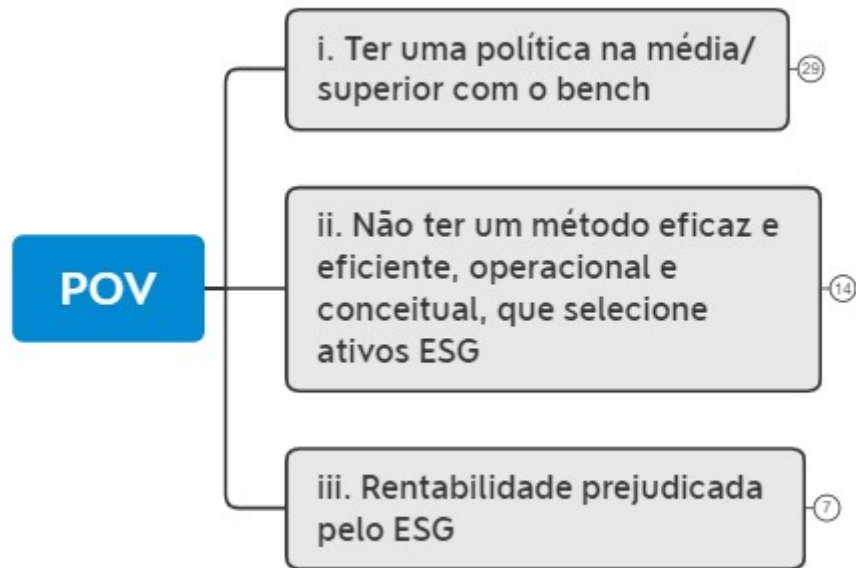 i. Ter uma política na média/
superior com o bench
29
POV
ii. Não ter um método eficaz e
eficiente, operacional e
conceitual, que selecione
ativos ESG
14
iii. Rentabilidade prejudicada
pelo ESG
7